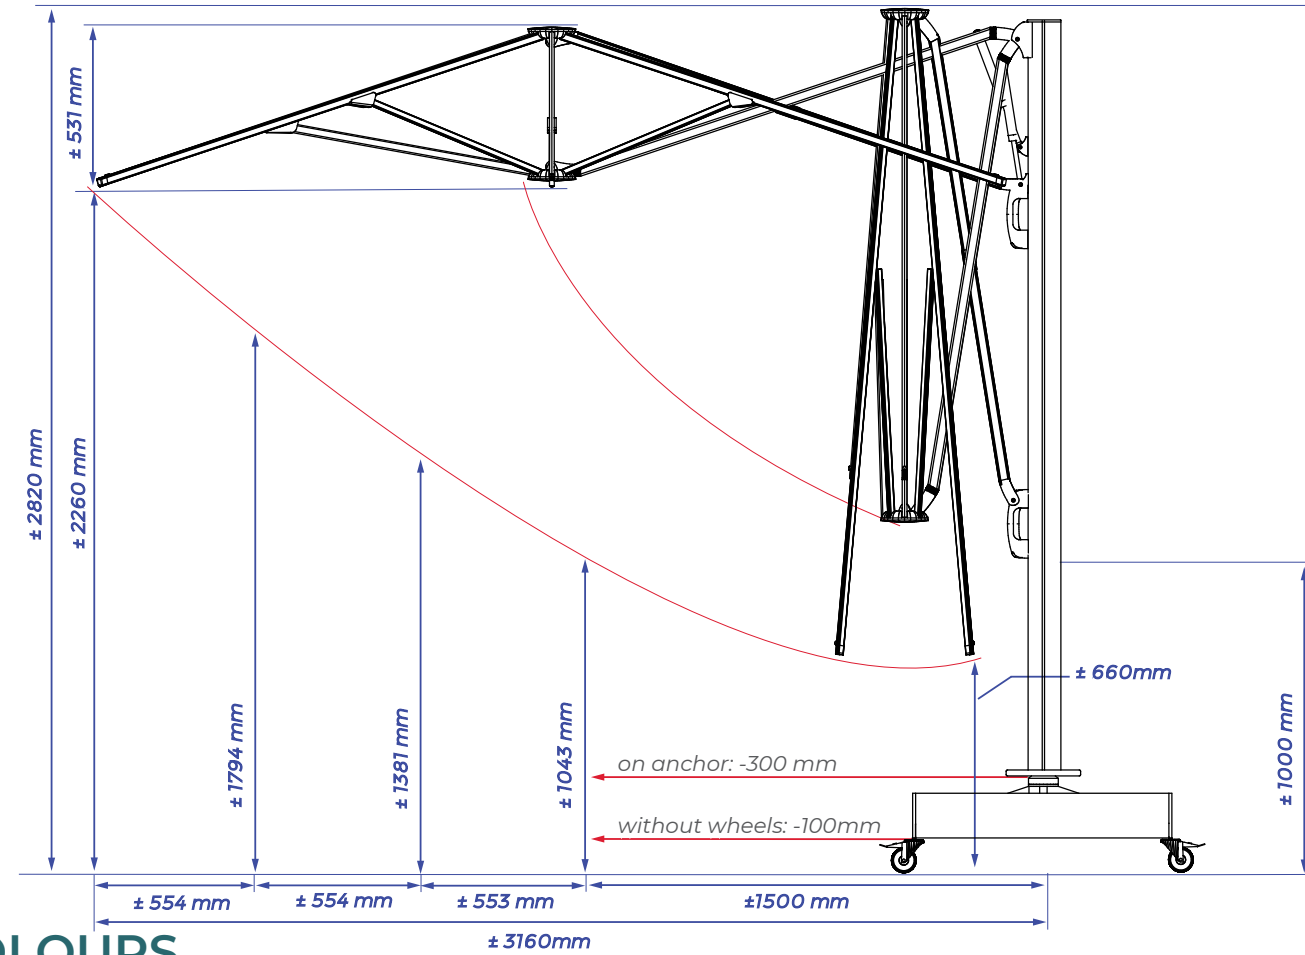 ± 531 mm
± 2820 mm
± 2260 mm
± 1794 mm
± 1381 mm
± 1043 mm
± 660mm
± 1000 mm
on anchor: -300 mm
without wheels: -100mm
± 554 mm
± 554 mm
± 553 mm
±1500 mm
± 3160mm
OLOURS